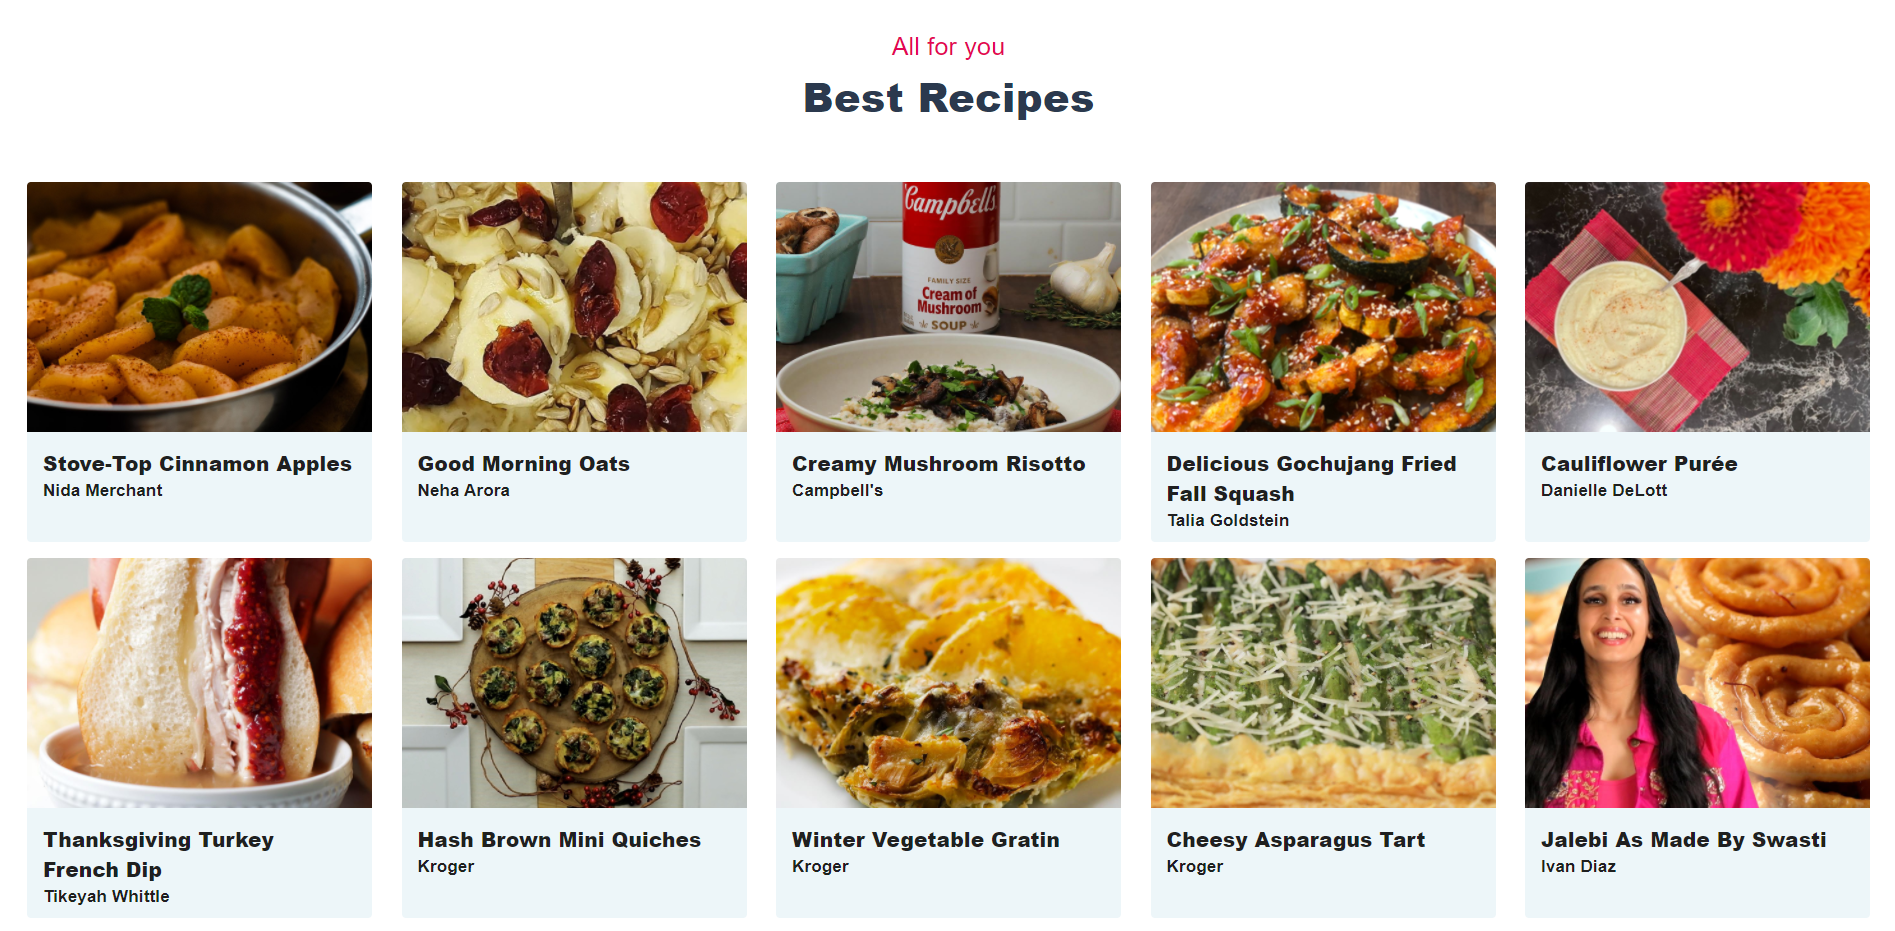 All for you
Best Recipes
Campbell's
FAMILY SIZE
Cream of
Mushroom
SOUP
Stove-Top Cinnamon Apples
Nida Merchant
Good Morning Oats
Neha Arora
Creamy Mushroom Risotto
Campbell's
Delicious Gochujang Fried
Fall Squash
Talia Goldstein
Cauliflower Purée
Danielle DeLott
Thanksgiving Turkey
French Dip
Tikeyah Whittle
Hash Brown Mini Quiches
Kroger
Winter Vegetable Gratin
Kroger
Cheesy Asparagus Tart
Kroger
Jalebi As Made By Swasti
Ivan Diaz